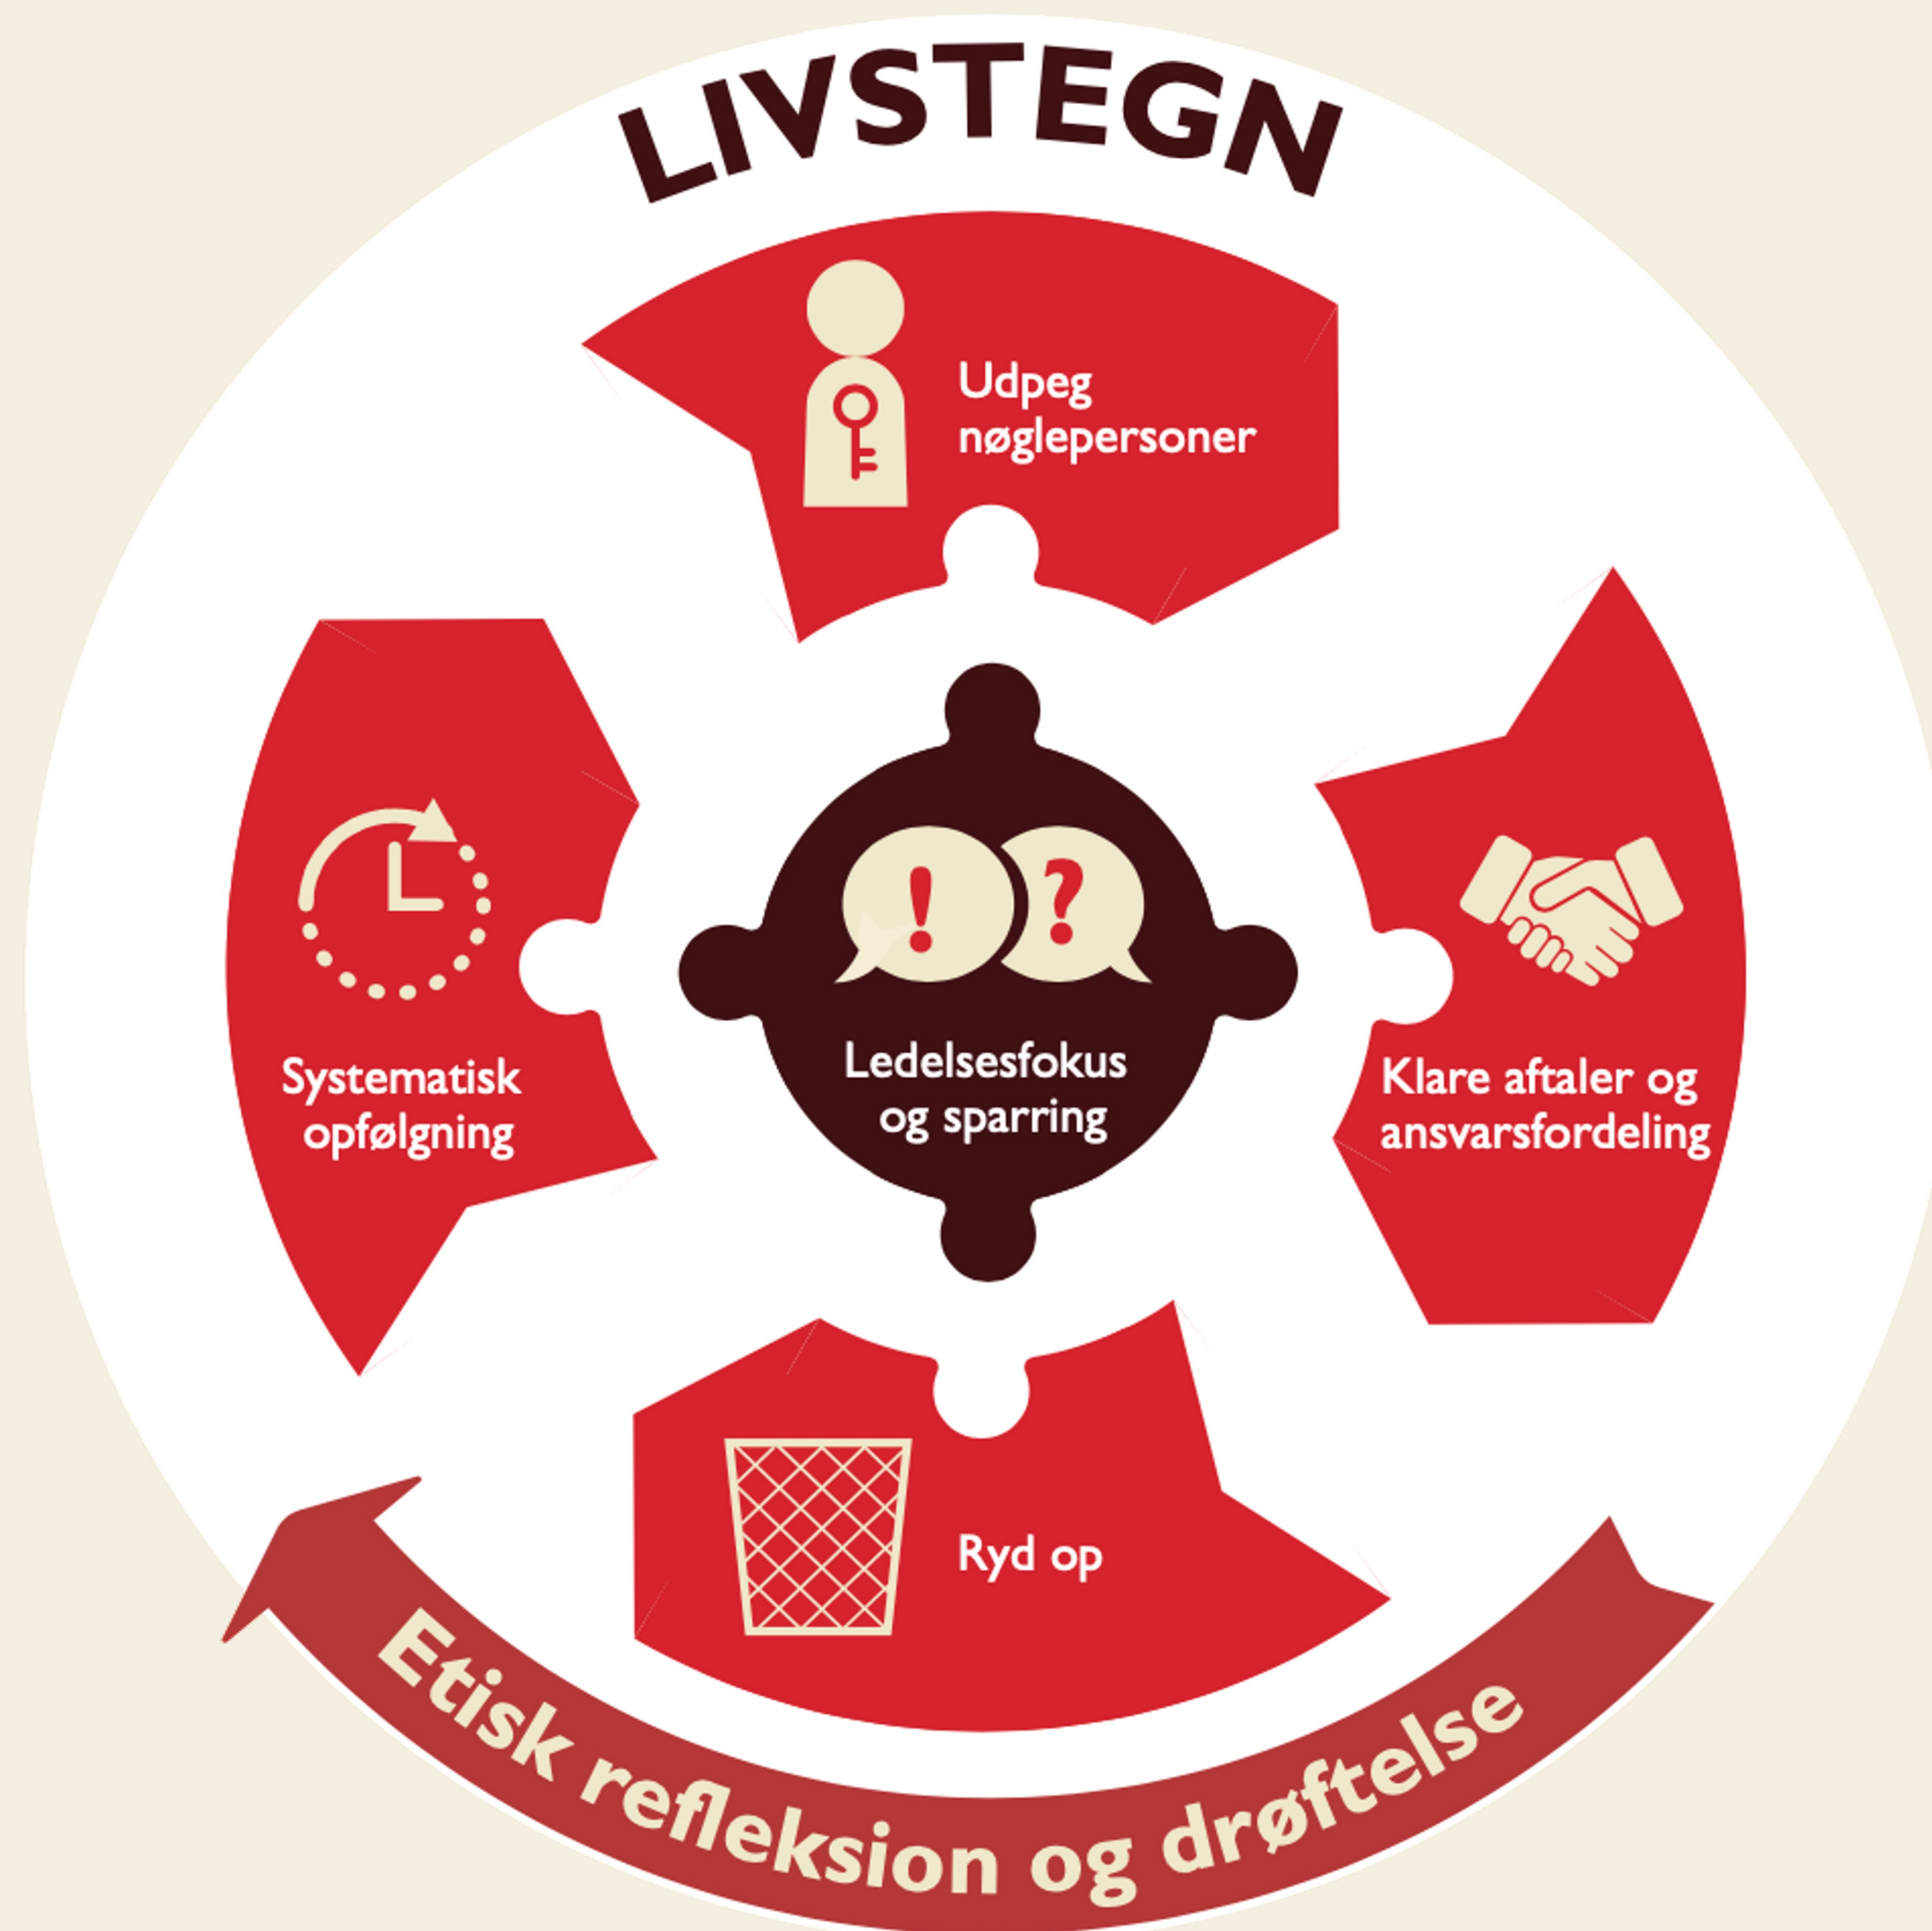 LIVSTEGN
Udpeg
nøglepersoner
Systematisk
opfølgning
!
?
Ledelsesfokus
og sparring
Klare aftaler og
ansvarsfordeling
Ryd op
Etisk refleksion og drøftelse